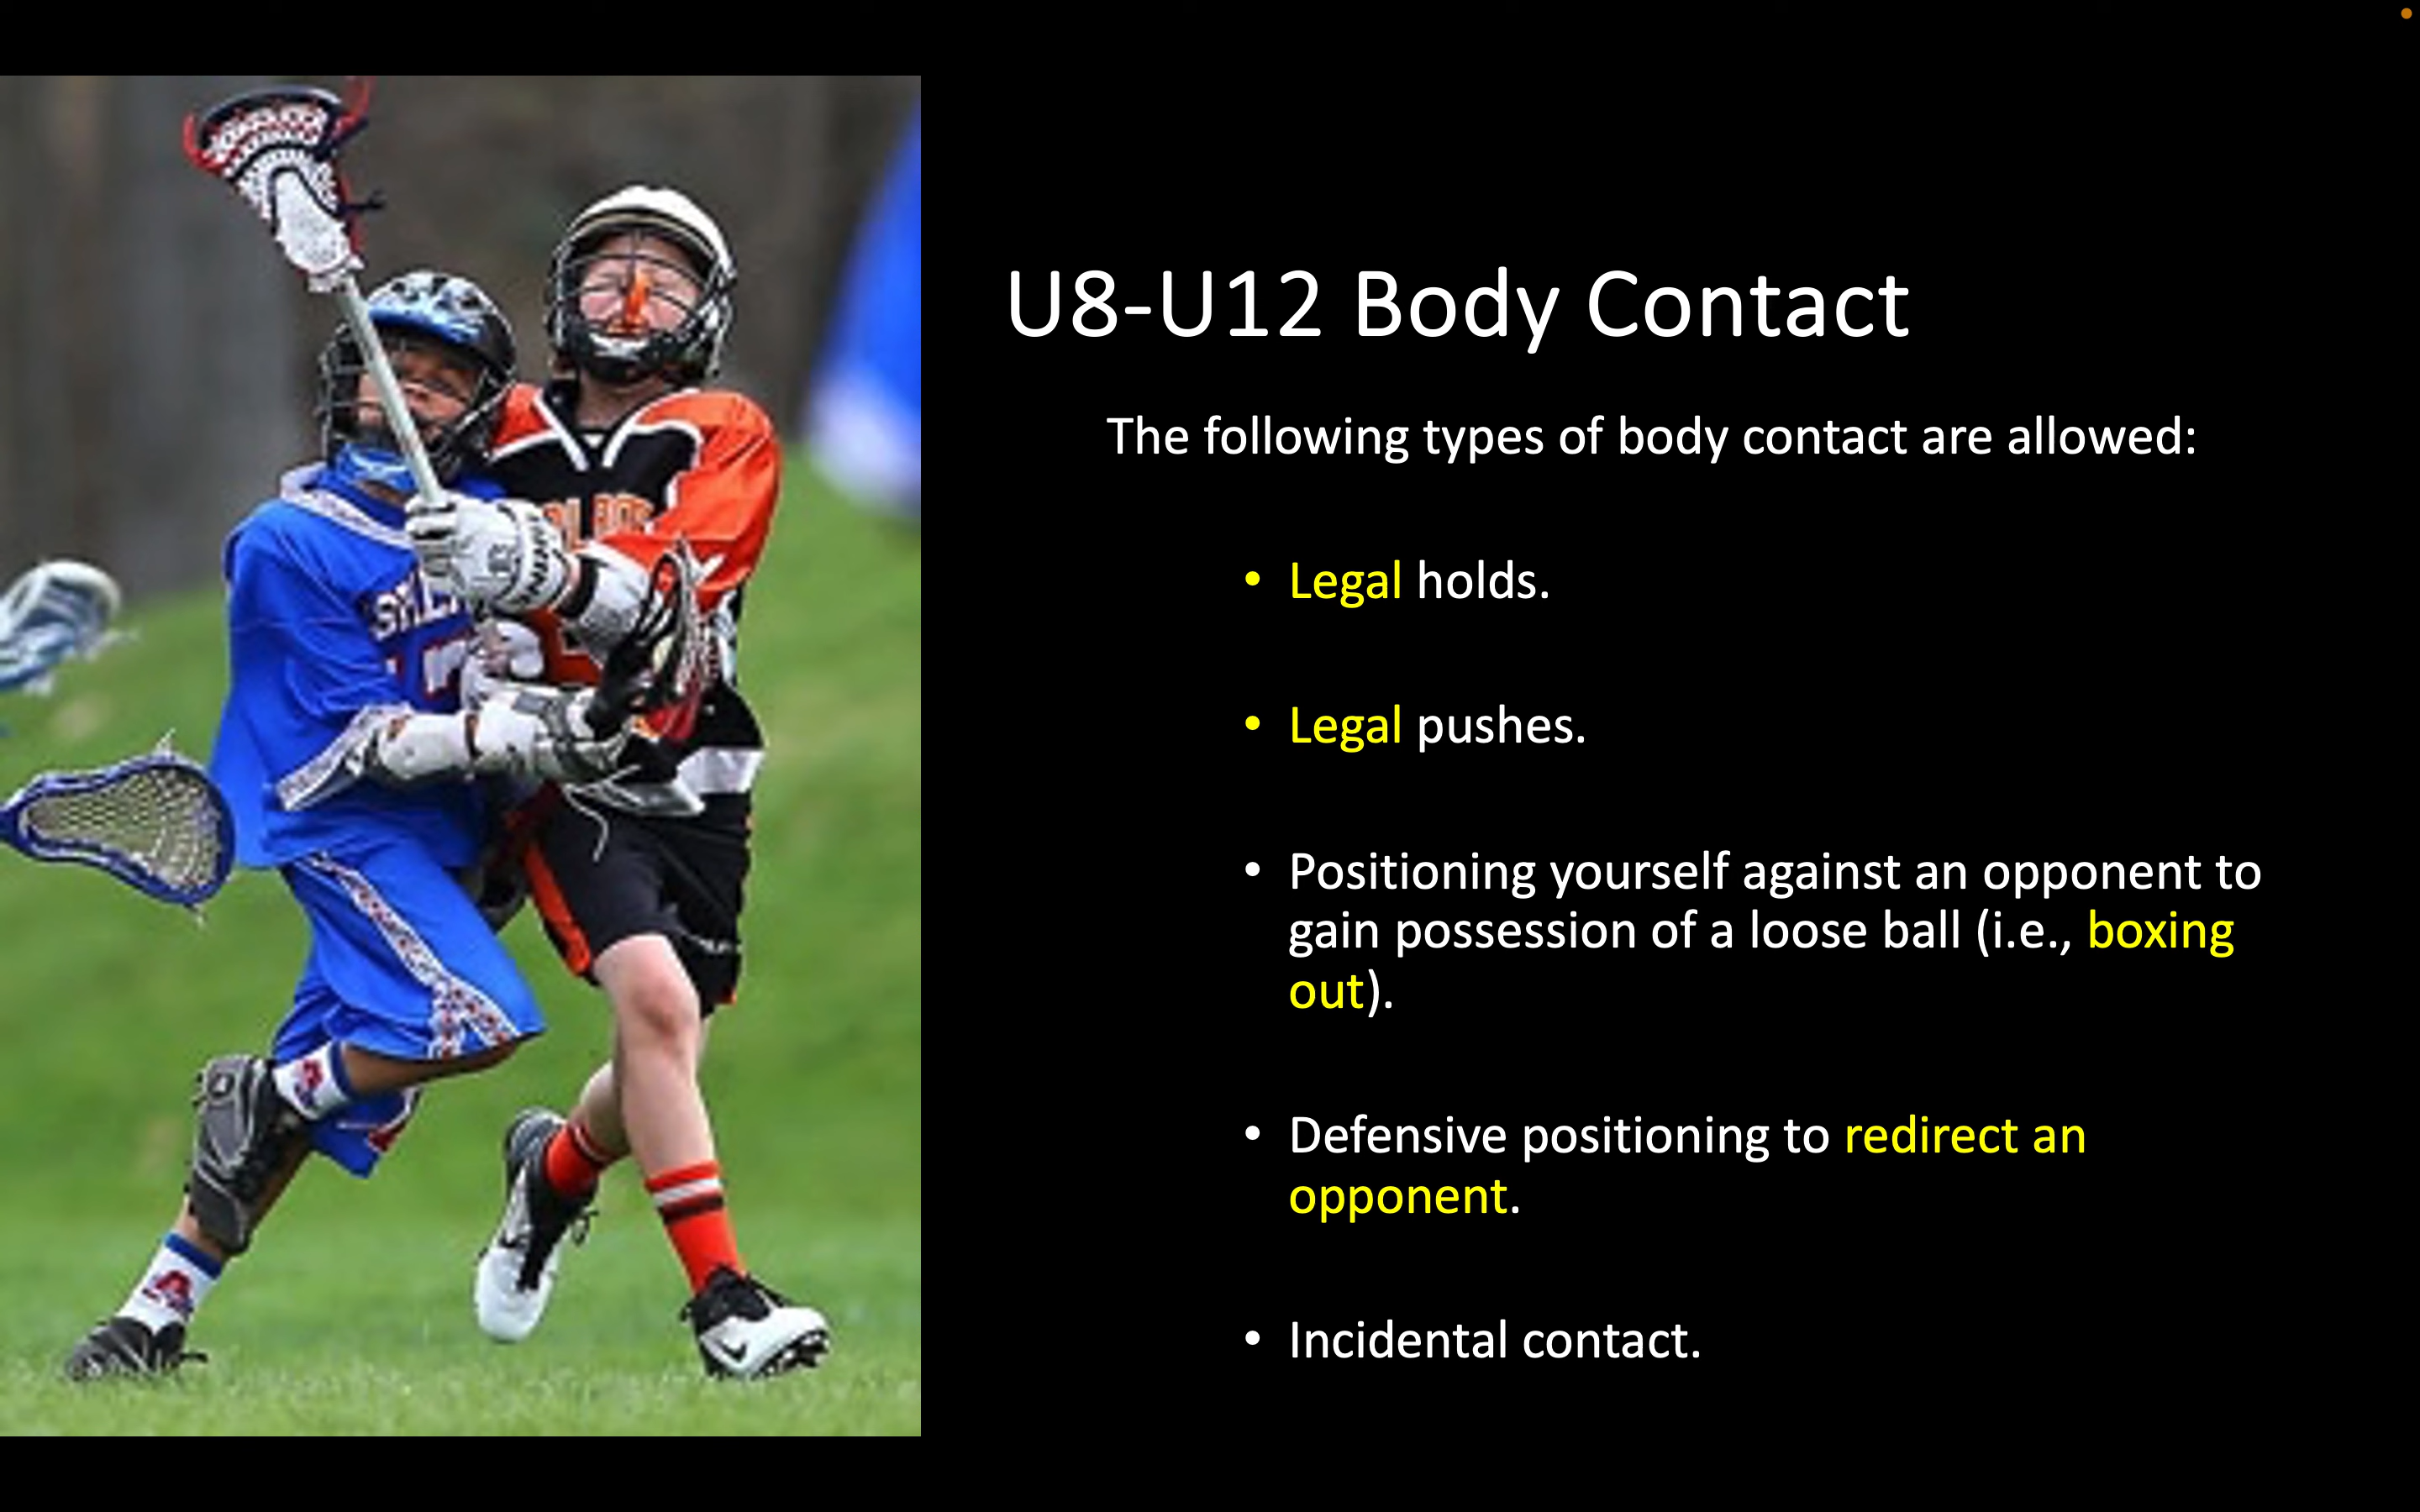 U8-U12 Body Contact
The following types of body contact are allowed:
• Legal holds.
• Legal pushes.
• Positioning yourself against an opponent to
gain possession of a loose ball (i.e., boxing
out).
• Defensive positioning to redirect an
opponent.
• Incidental contact.